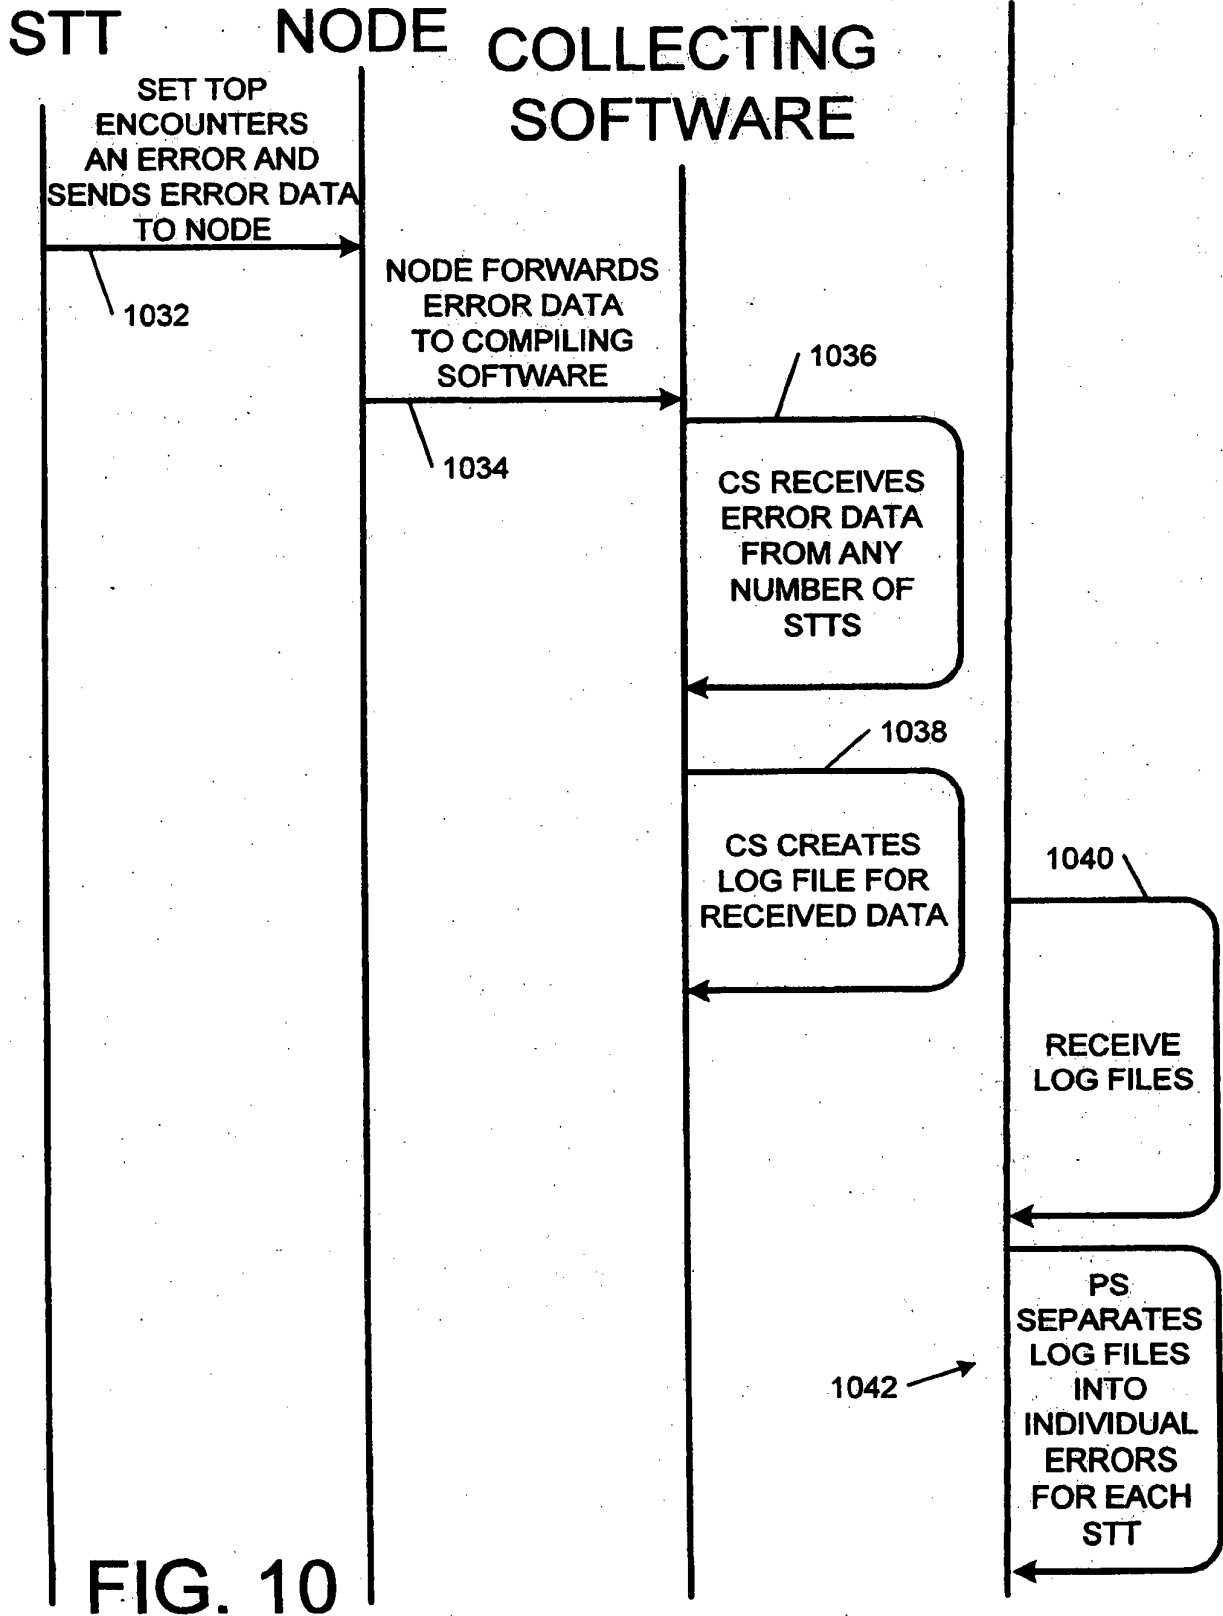 STT
NODE
COLLECTING
SOFTWARE
SET TOP
ENCOUNTERS
AN ERROR AND
SENDS ERROR DATA
TO NODE
1032
NODE FORWARDS
ERROR DATA
TO COMPILING
SOFTWARE
1034
1036
CS RECEIVES
ERROR DATA
FROM ANY
NUMBER OF
STTS
1038
CS CREATES
LOG FILE FOR
RECEIVED DATA
1040
RECEIVE
LOG FILES
1042
PS
SEPARATES
LOG FILES
INTO
INDIVIDUAL
ERRORS
FOR EACH
STT
FIG. 10